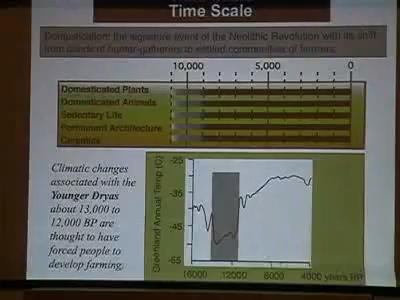 Time Scale
Domestication: the signature event of the Neolithic Revolution with its shift
from bands of hunter-gatherers to settled communities of farmers.
10,000 5,000 0
Domesticated Plants
Domesticated Animals
Sedentary Life
Permanent Architecture
Ceramics
Climatic changes
associated with the
Younger Dryas
about 13,000 to
12,000 BP are
thought to have
forced people to
develop farming.
Greenland Annual Temp (C)
-25
-35
-45
-55
16000 12000 8000 4000 years BP